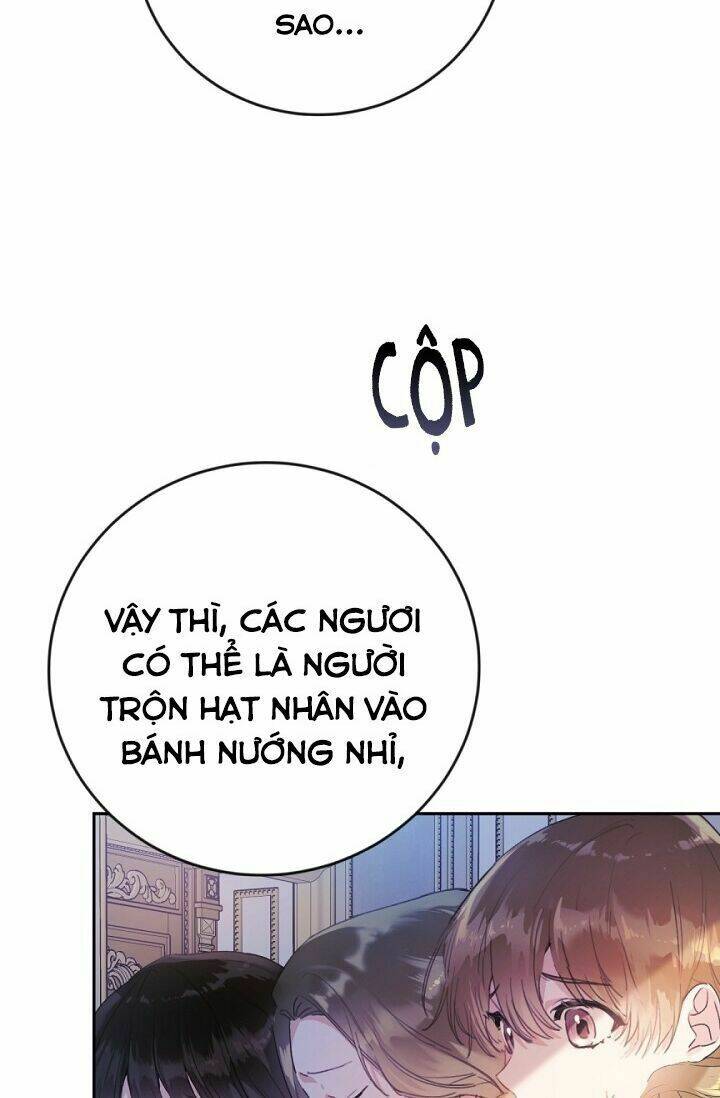 SAO...
CỘP
VẬY THÌ, CÁC NGƯƠI
CÓ THỂ LÀ NGƯỜI
TRỘN HẠT NHÂN VÀO
BÁNH NƯỚNG NHỈ,